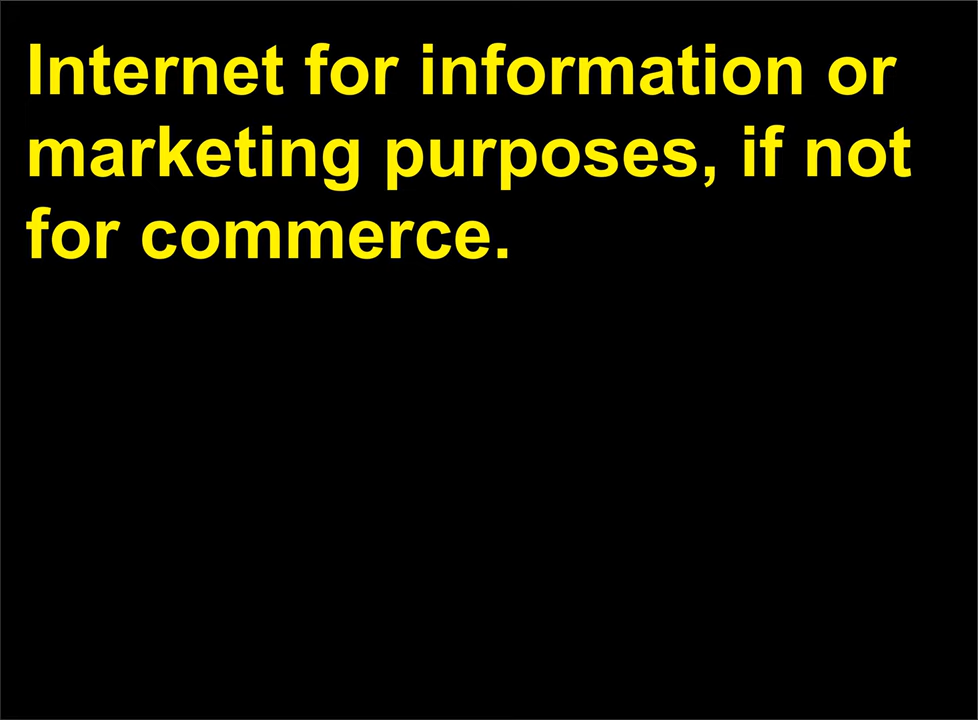 Internet for information or
marketing purposes, if not
for commerce.